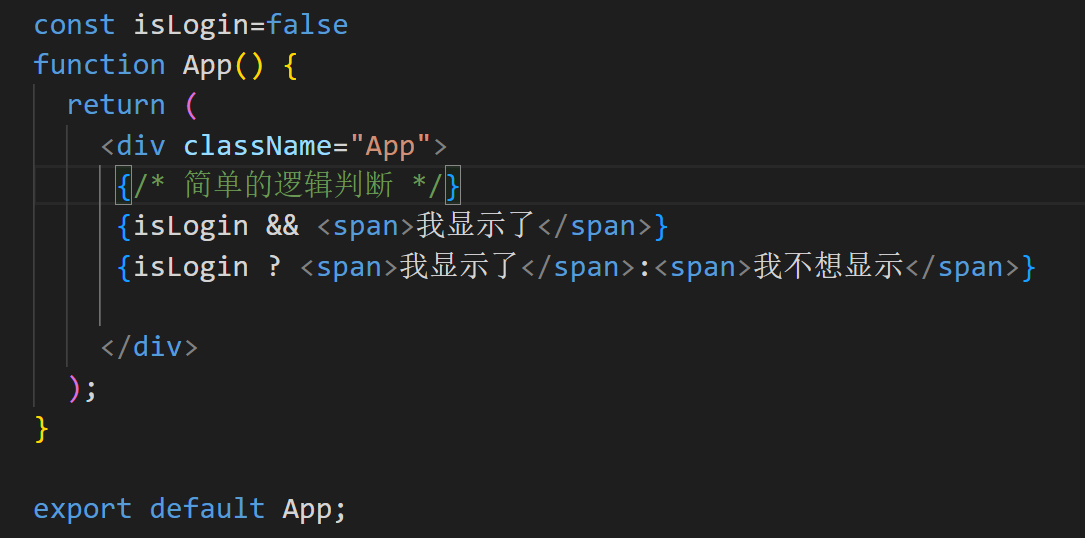 const isLogin=false
function App() {
return (
<div className="App">
{/* 简单的逻辑判断 */}
{isLogin && <span>我显示了</span>}
{isLogin ? <span>我显示了</span>:<span>我不想显示</span>}
</div>
);
}
export default App;